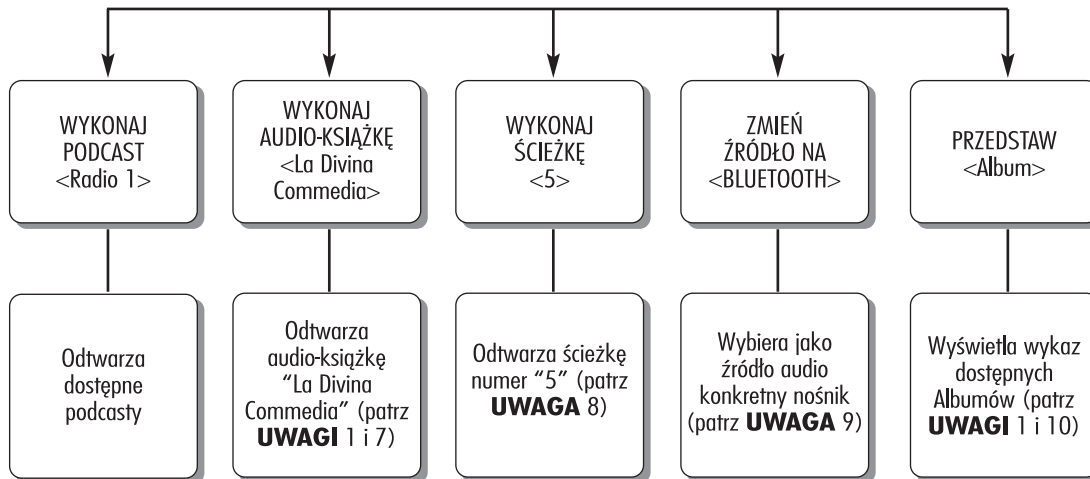 WYKONAJ
PODCAST
<Radio 1>
WYKONAJ
AUDIO-KSIĄŻKĘ
<La Divina
Commedia>
WYKONAJ
ŚCIEŻKĘ
<5>
ZMIEŃ
ŹRÓDŁO NA
<BLUETOOTH>
PRZEDSTAW
<Album>
Odtwarza
dostępne
podcasty
Odtwarza
audio-książkę
"La Divina
Commedia" (patrz
UWAGI 1 i 7)
Odtwarza ścieżkę
numer "5" (patrz
UWAGA 8)
Wybiera jako
źródło audio
konkretny nośnik
(patrz UWAGA 9)
Wyświetla wykaz
dostępnych
Albumów (patrz
UWAGI 1 i 10)